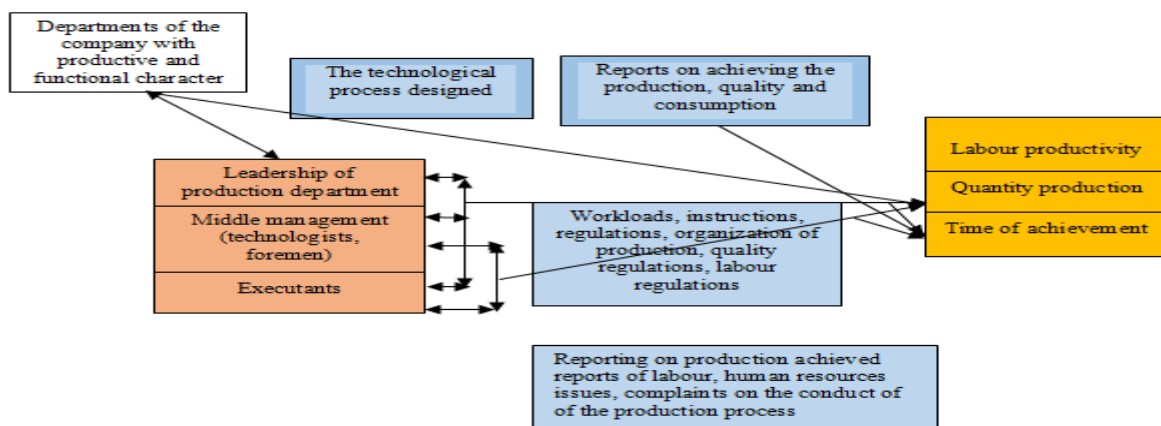 Departments of the
company with
productive and
functional character
The technological
process designed
Reports on achieving the
production, quality and
consumption
Labour productivity
Quantity production
Time of achievement
Leadership of
production department
Middle management
(technologists,
foremen)
Executants
Workloads, instructions,
regulations, organization of
production, quality
regulations, labour
regulations
Reporting on production achieved
reports of labour, human resources
issues, complaints on the conduct of
of the production process